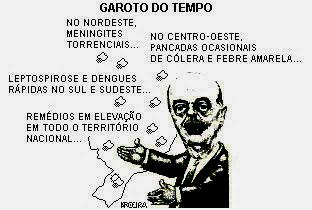 GAROTO DO TEMPO
NO NORDESTE,
MENINGITES
TORRENCIAIS...
NO CENTRO-OESTE,
PANCADAS OCASIONAIS
DE CÓLERA E FEBRE AMARELA...
LEPTOSPIROSE E DENGUES
RÁPIDAS NO SUL E SUDESTE...
REMÉDIOS EM ELEVAÇÃO
EM TODO O TERRITÓRIO
NACIONAL...